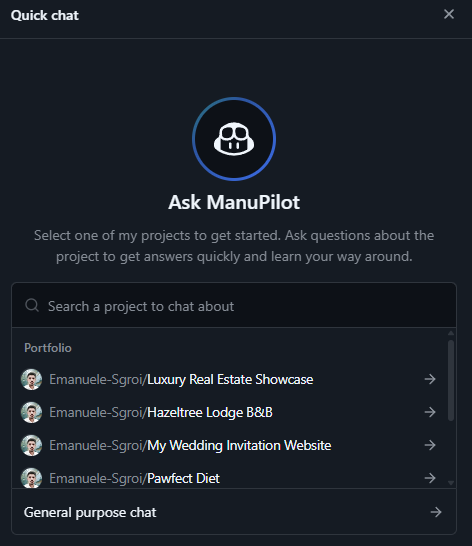 Quick chat
Ask ManuPilot
Select one of my projects to get started. Ask questions about the
project to get answers quickly and learn your way around.
Search a project to chat about
Portfolio
Emanuele-Sgroi/Luxury Real Estate Showcase
Emanuele-Sgroi/Hazeltree Lodge B&B
Emanuele-Sgroi/My Wedding Invitation Website
Emanuele-Sgroi/Pawfect Diet
General purpose chat